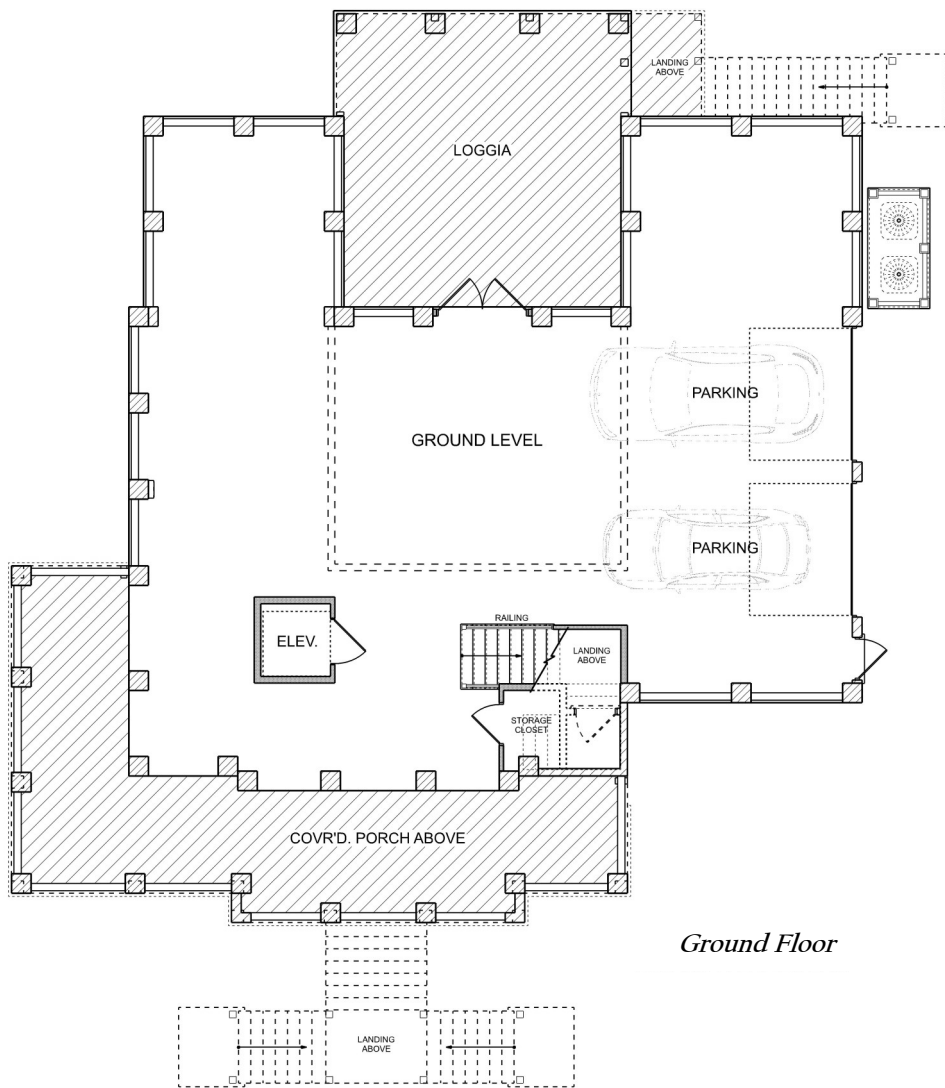 LANDING
ABOVE
LOGGIA
PARKING
GROUND LEVEL
PARKING
RAILING
ELEV.
LANDING
ABOVE
STORAGE
CLOSET
COVR'D. PORCH ABOVE
Ground Floor
LANDING
ABOVE